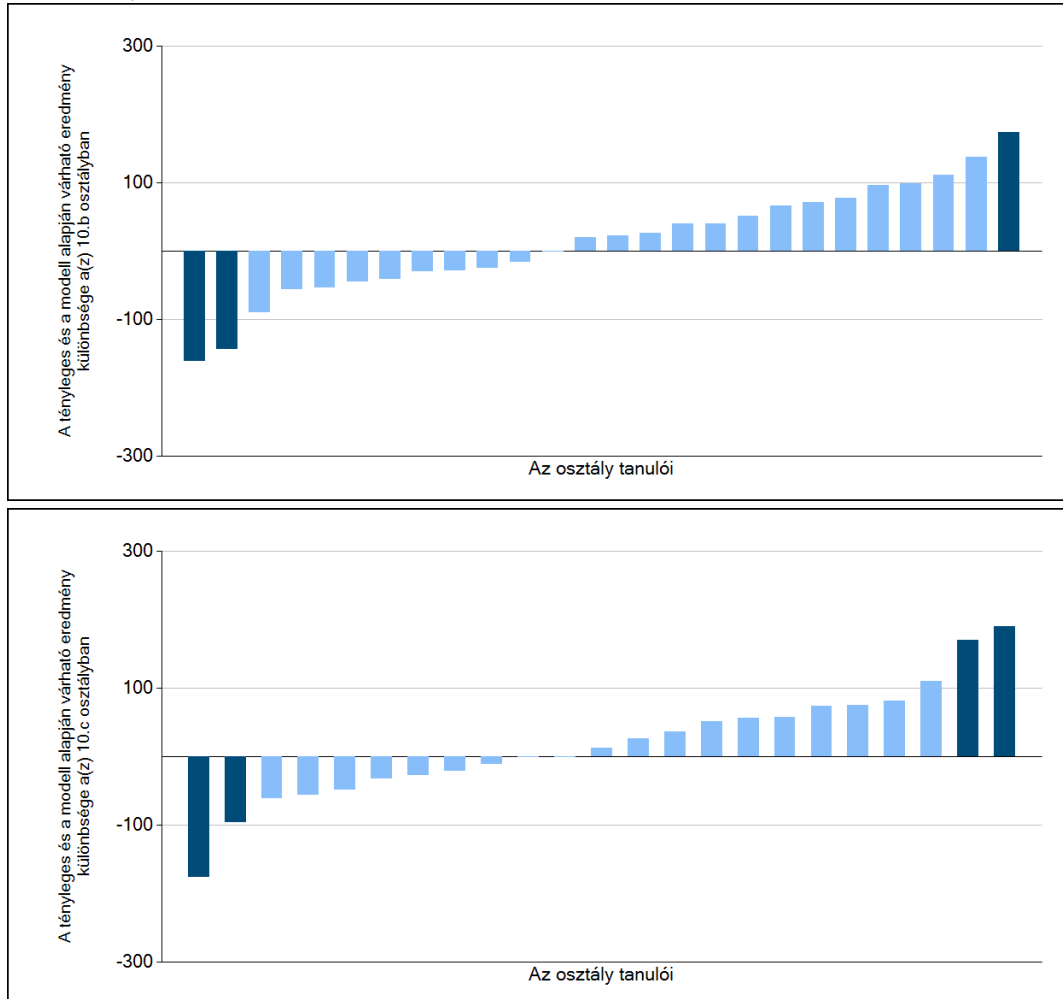 300
100
-100
-300
A tényleges és a modell alapján várható eredmény
különbsége a(z) 10.b osztályban
Az osztály tanulói
300
100
-100
-300
A tényleges és a modell alapján várható eredmény
különbsége a(z) 10.c osztályban
Az osztály tanulói